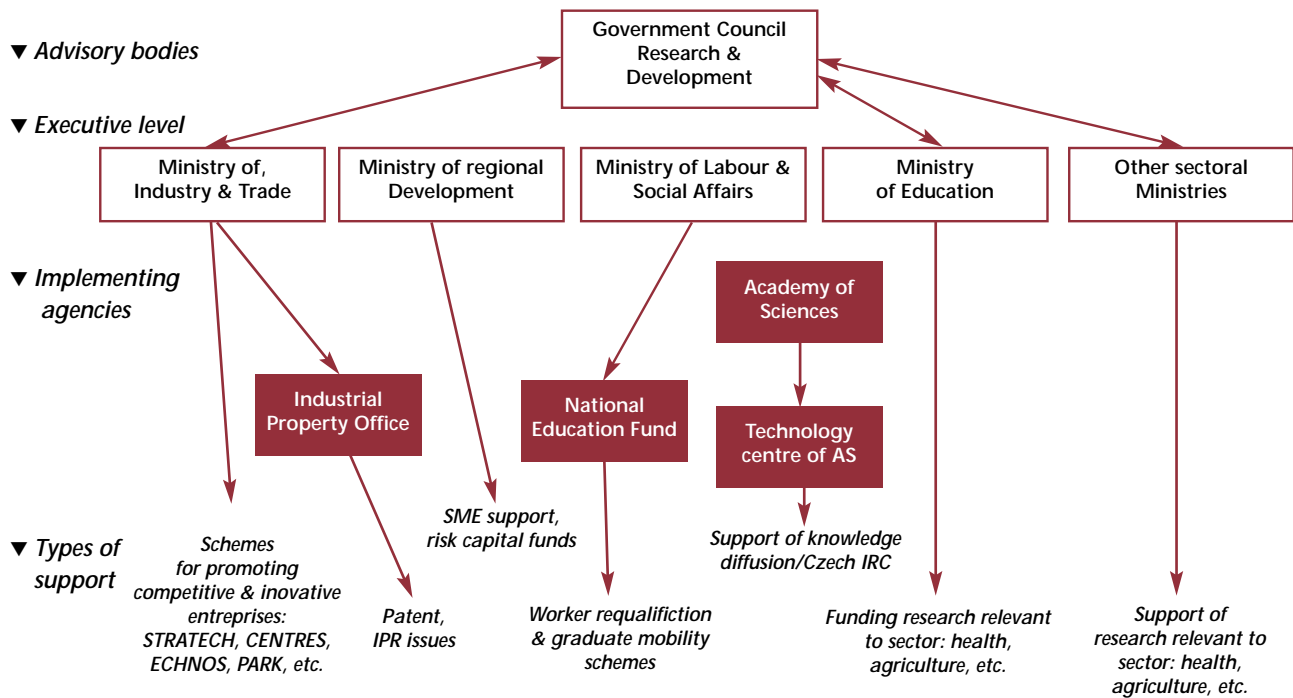 ▼ Advisory bodies
Government Council
Research &
Development
▼ Executive level
Ministry of,
Industry & Trade
Ministry of regional
Development
Ministry of Labour &
Social Affairs
Ministry
of Education
Other sectoral
Ministries
▼ Implementing
agencies
Academy of
Sciences
Industrial
Property Office
National
Education Fund
Technology
centre of AS
▼ Types of
support
Schemes
for promoting
competitive & inovative
entreprises:
STRATECH, CENTRES,
ECHNOS, PARK, etc.
Patent,
IPR issues
SME support,
risk capital funds
Worker requalifiction
& graduate mobility
schemes
Support of knowledge
diffusion/Czech IRC
Funding research relevant
to sector: health,
agriculture, etc.
Support of
research relevant to
sector: health,
agriculture, etc.